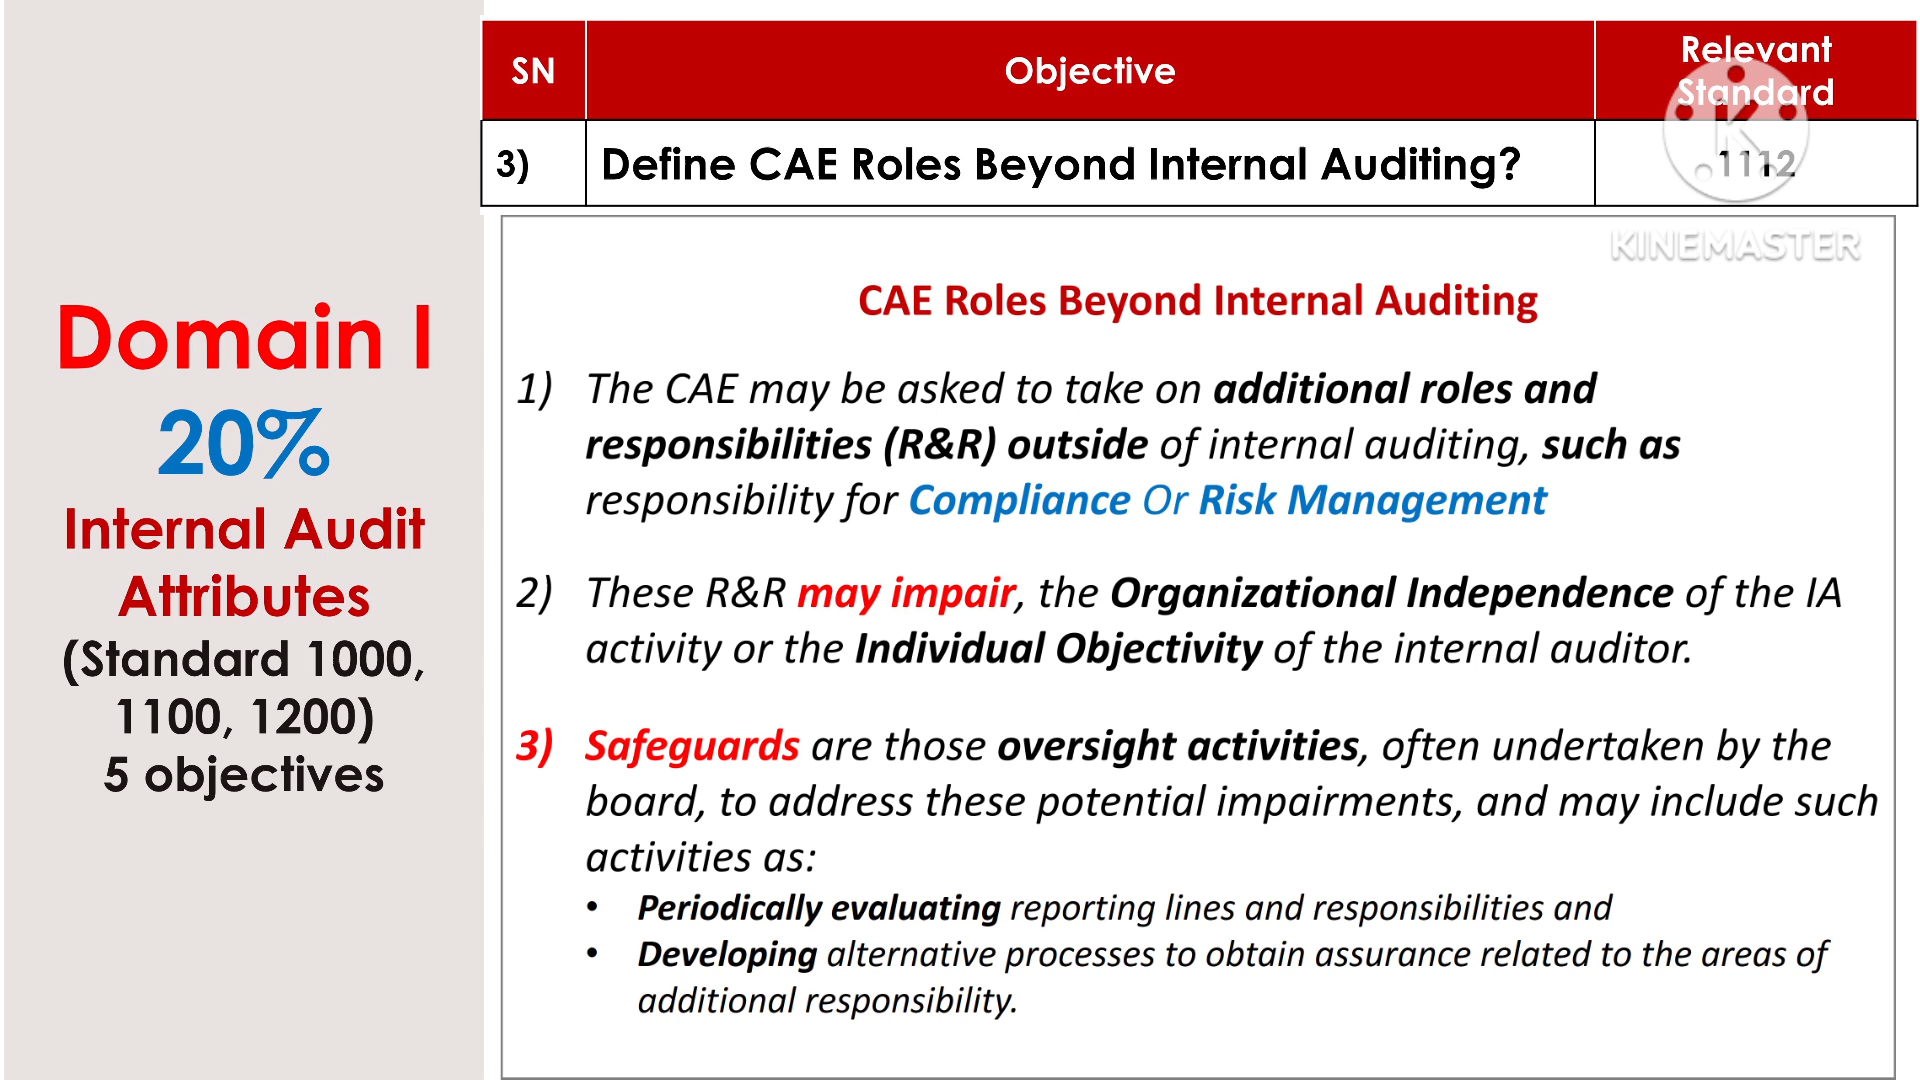 Domain I
20%
Internal Audit
Attributes
(Standard 1000,
1100, 1200)
5 objectives
SN
Objective
Relevant
Standard
3)
Define CAE Roles Beyond Internal Auditing?
1112
K
KINEMASTER
CAE Roles Beyond Internal Auditing
1) The CAE may be asked to take on additional roles and
responsibilities (R&R) outside of internal auditing, such as
responsibility for Compliance Or Risk Management
2) These R&R may impair, the Organizational Independence of the IA
activity or the Individual Objectivity of the internal auditor.
3) Safeguards are those oversight activities, often undertaken by the
board, to address these potential impairments, and may include such
activities as:
• Periodically evaluating reporting lines and responsibilities and
• Developing alternative processes to obtain assurance related to the areas of
additional responsibility.